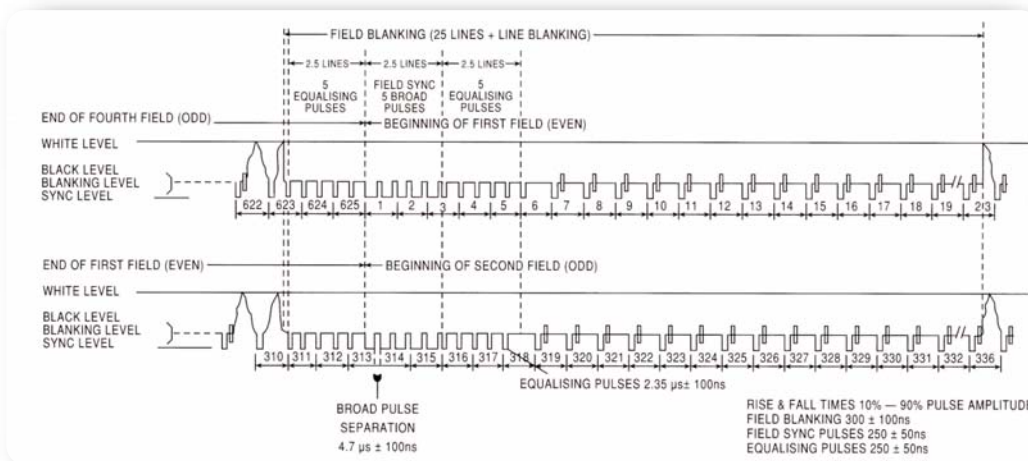 FIELD BLANKING (25 LINES + LINE BLANKING)
2.5 LINES 2.5 LINES 2.5 LINES
5 EQUALISING PULSES
FIELD SYNC 5 BROAD PULSES
5 EQUALISING PULSES
END OF FOURTH FIELD (ODD) BEGINNING OF FIRST FIELD (EVEN)
WHITE LEVEL
BLACK LEVEL
BLANKING LEVEL
SYNC LEVEL
622 623 624 625 1 2 3 4 5 6 7 8 9 10 11 12 13 14 15 16 17 18 19 23
END OF FIRST FIELD (EVEN) BEGINNING OF SECOND FIELD (ODD)
WHITE LEVEL
BLACK LEVEL
BLANKING LEVEL
SYNC LEVEL
310 311 312 313 314 315 316 317 318 319 320 321 322 323 324 325 326 327 328 329 330 331 332 336
EQUALISING PULSES 2.35 µs± 100ns
BROAD PULSE
SEPARATION
4.7 µs ± 100ns
RISE & FALL TIMES 10% — 90% PULSE AMPLITUDE
FIELD BLANKING 300 ± 100ns
FIELD SYNC PULSES 250 ± 50ns
EQUALISING PULSES 250 ± 50ns